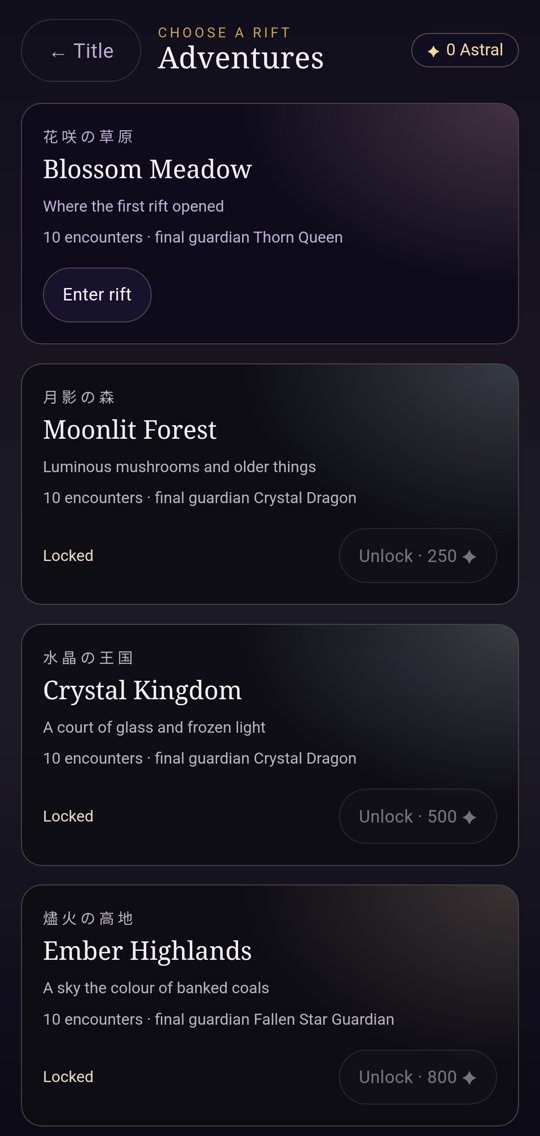 ← Title
CHOOSE A RIFT
Adventures
✦ 0 Astral
花咲の草原
Blossom Meadow
Where the first rift opened
10 encounters · final guardian Thorn Queen
Enter rift
月影の森
Moonlit Forest
Luminous mushrooms and older things
10 encounters · final guardian Crystal Dragon
Locked
Unlock · 250 ✦
水晶の王国
Crystal Kingdom
A court of glass and frozen light
10 encounters · final guardian Crystal Dragon
Locked
Unlock · 500 ✦
燼火の高地
Ember Highlands
A sky the colour of banked coals
10 encounters · final guardian Fallen Star Guardian
Locked
Unlock · 800 ✦